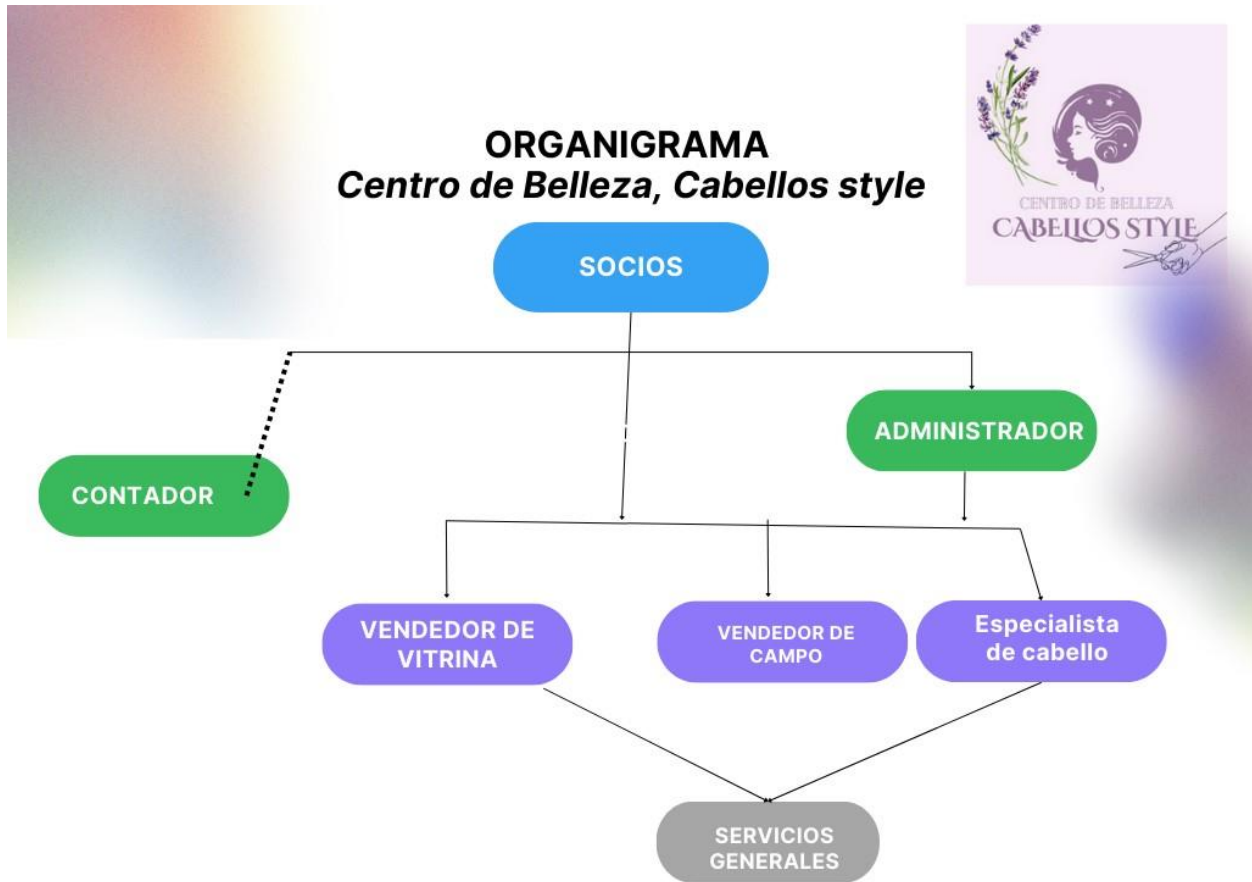 ORGANIGRAMA
Centro de Belleza, Cabellos style
CENTRO DE BELLEZA
CABELLOS STYLE
SOCIOS
ADMINISTRADOR
CONTADOR
VENDEDOR DE
VITRINA
VENDEDOR DE
CAMPO
Especialista
de cabello
SERVICIOS
GENERALES